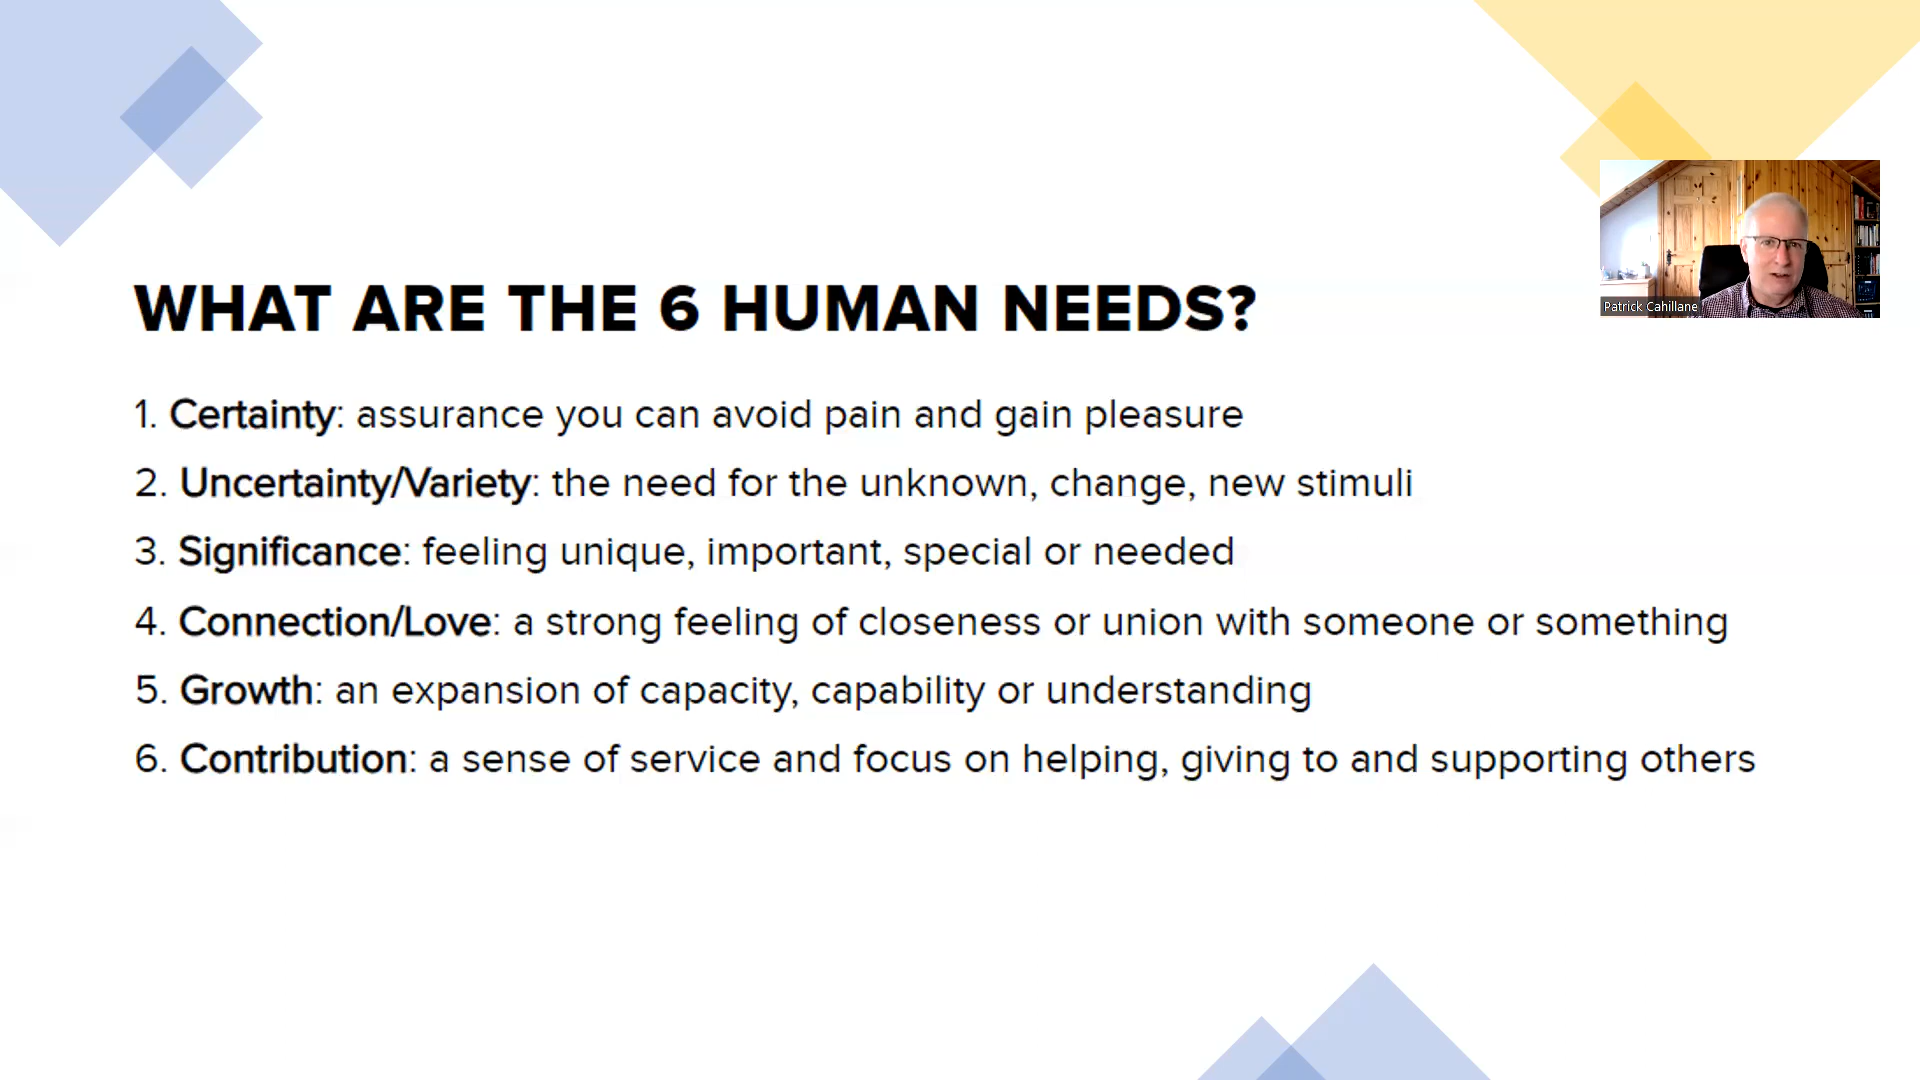 WHAT ARE THE 6 HUMAN NEEDS?
Patrick Cahillane
1. Certainty: assurance you can avoid pain and gain pleasure
2. Uncertainty/Variety: the need for the unknown, change, new stimuli
3. Significance: feeling unique, important, special or needed
4. Connection/Love: a strong feeling of closeness or union with someone or something
5. Growth: an expansion of capacity, capability or understanding
6. Contribution: a sense of service and focus on helping, giving to and supporting others